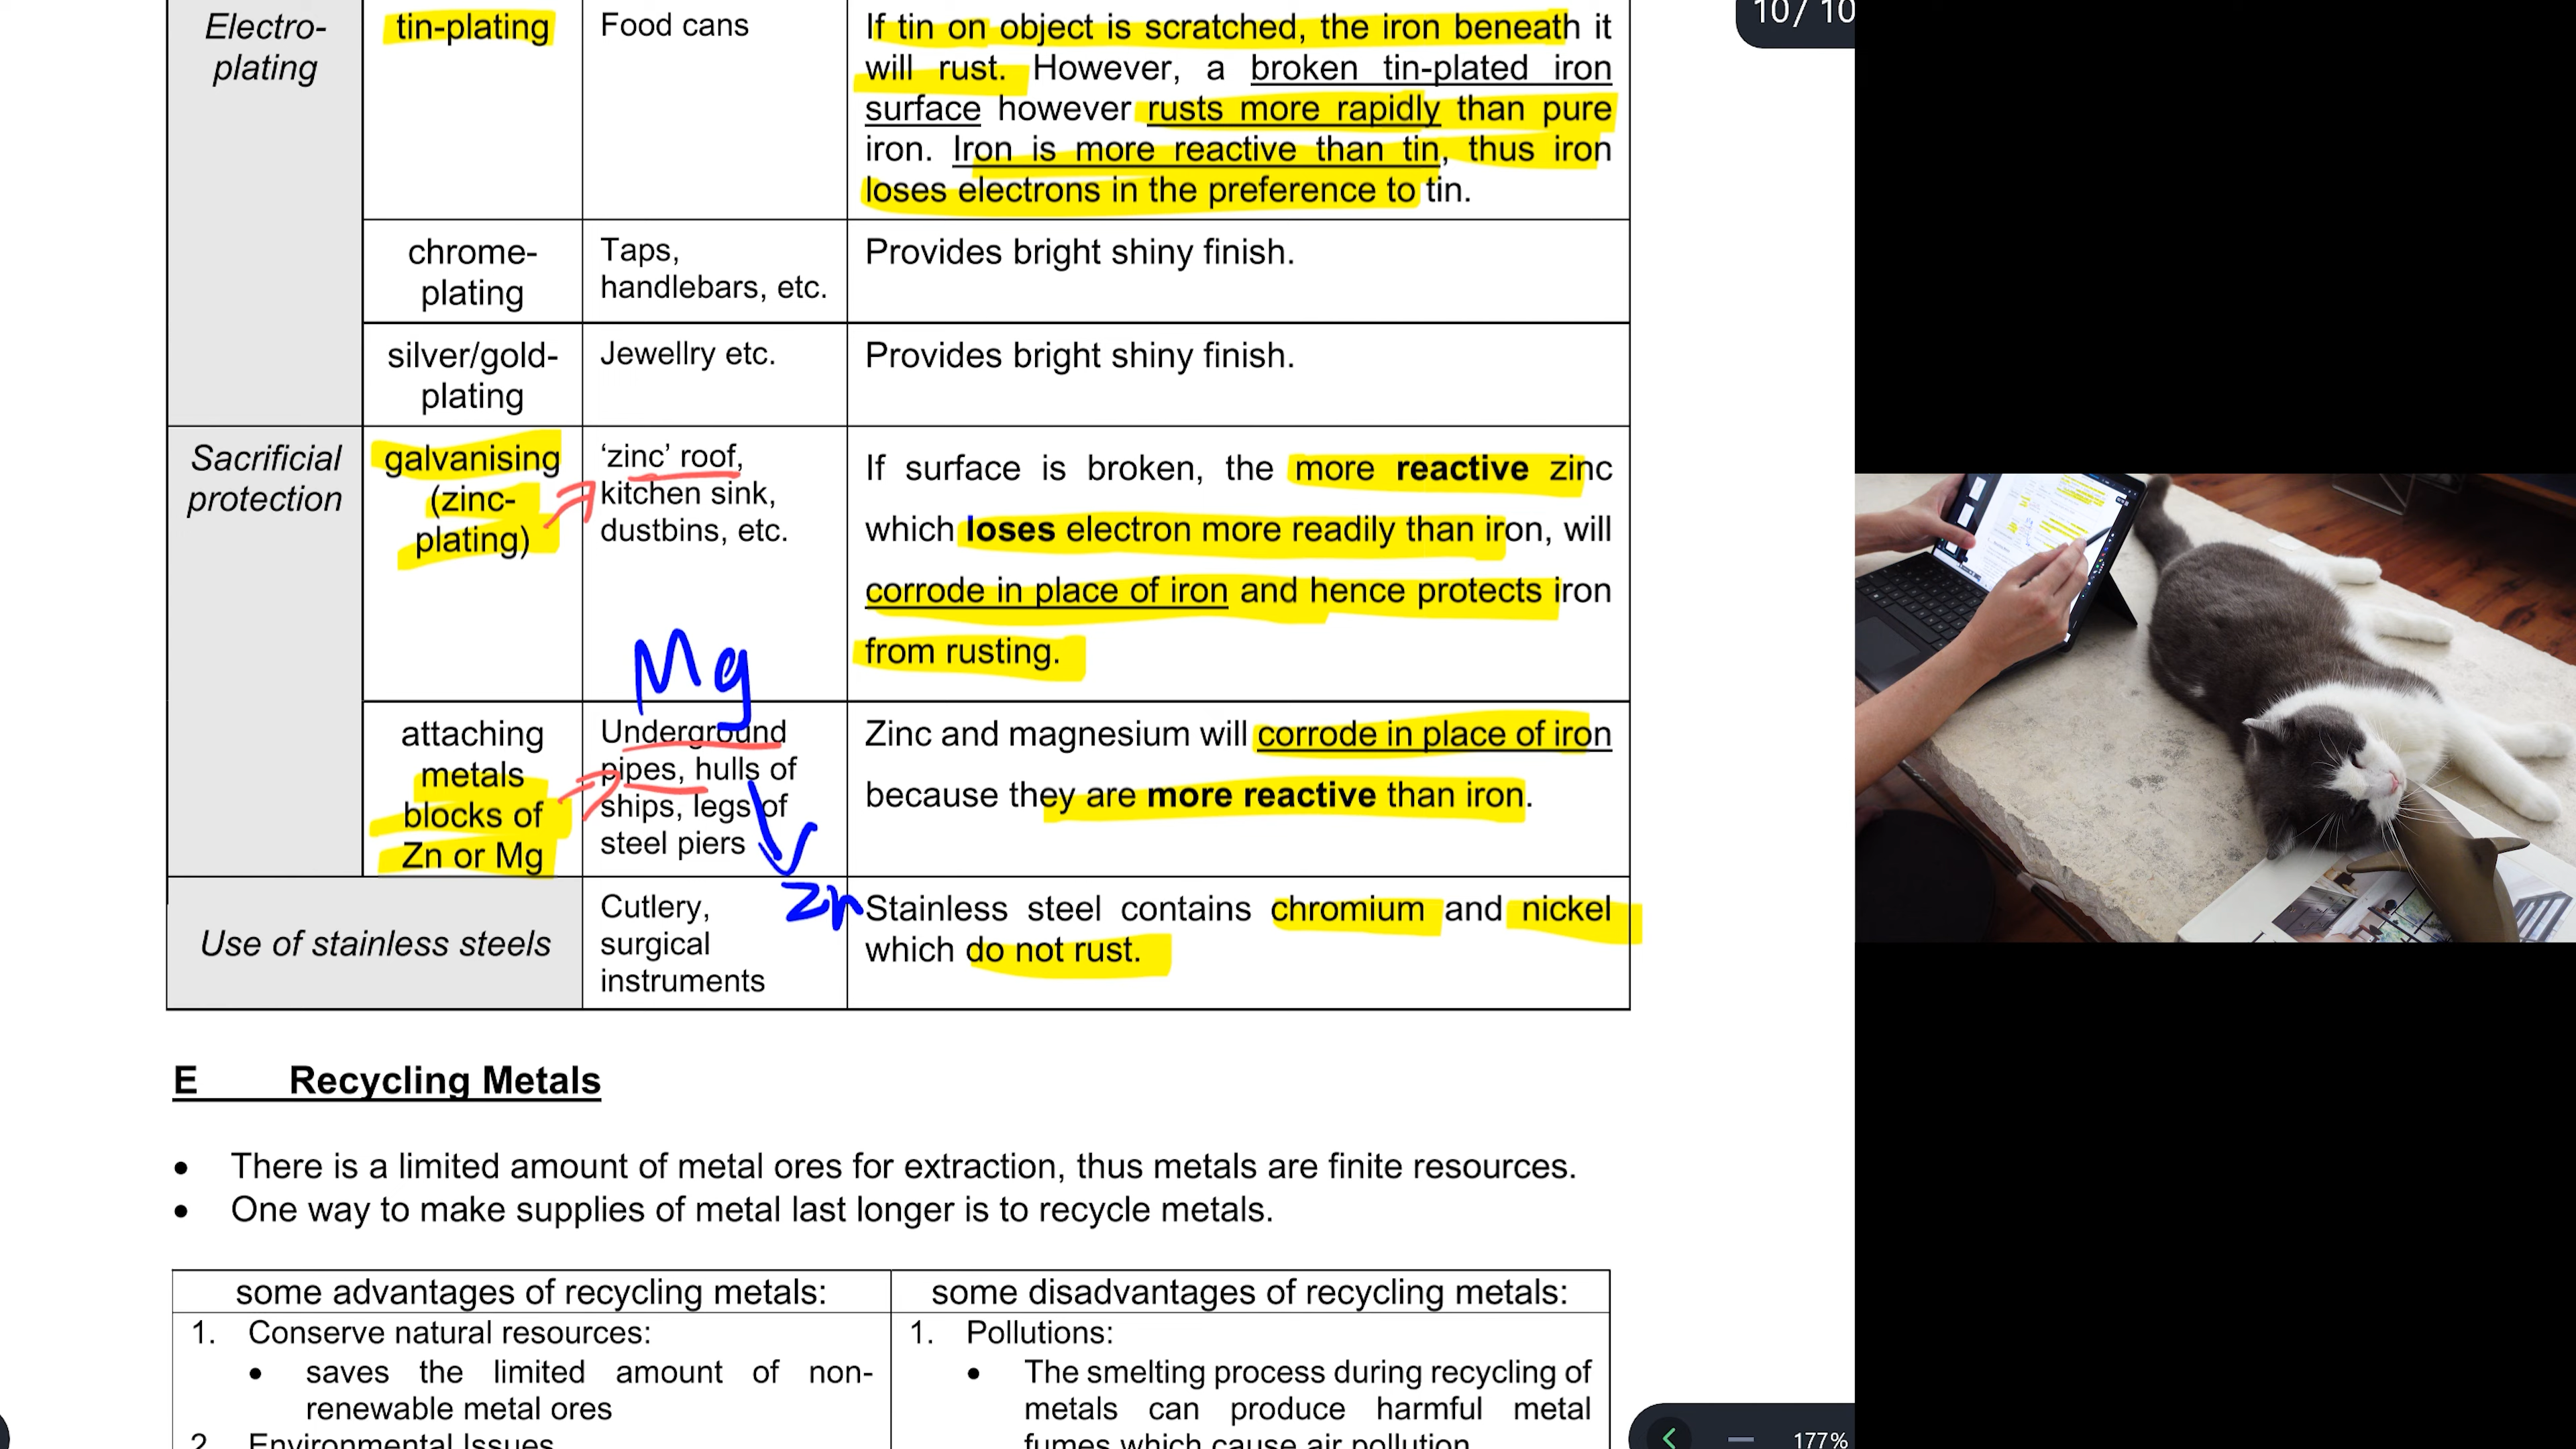 10/ 10
Electro-
plating
tin-plating
Food cans
If tin on object is scratched, the iron beneath it
will rust. However, a broken tin-plated iron
surface however rusts more rapidly than pure
iron. Iron is more reactive than tin, thus iron
loses electrons in the preference to tin.
chrome-
plating
Taps,
handlebars, etc.
Provides bright shiny finish.
silver/gold-
plating
Jewellry etc.
Provides bright shiny finish.
Sacrificial
protection
galvanising
(zinc-
plating)
‘zinc’ roof,
kitchen sink,
dustbins, etc.
If surface is broken, the more reactive zinc
which loses electron more readily than iron, will
corrode in place of iron and hence protects iron
from rusting.
Mg
attaching
metals
blocks of
Zn or Mg
Underground
pipes, hulls of
ships, legs of
steel piers
Zn
Zinc and magnesium will corrode in place of iron
because they are more reactive than iron.
Use of stainless steels
Cutlery,
surgical
instruments
Stainless steel contains chromium and nickel
which do not rust.
E Recycling Metals
• There is a limited amount of metal ores for extraction, thus metals are finite resources.
• One way to make supplies of metal last longer is to recycle metals.
some advantages of recycling metals:
1. Conserve natural resources:
• saves the limited amount of non-
renewable metal ores
2. Environmental Issues
some disadvantages of recycling metals:
1. Pollutions:
• The smelting process during recycling of
metals can produce harmful metal
fumes which cause air pollution
177%